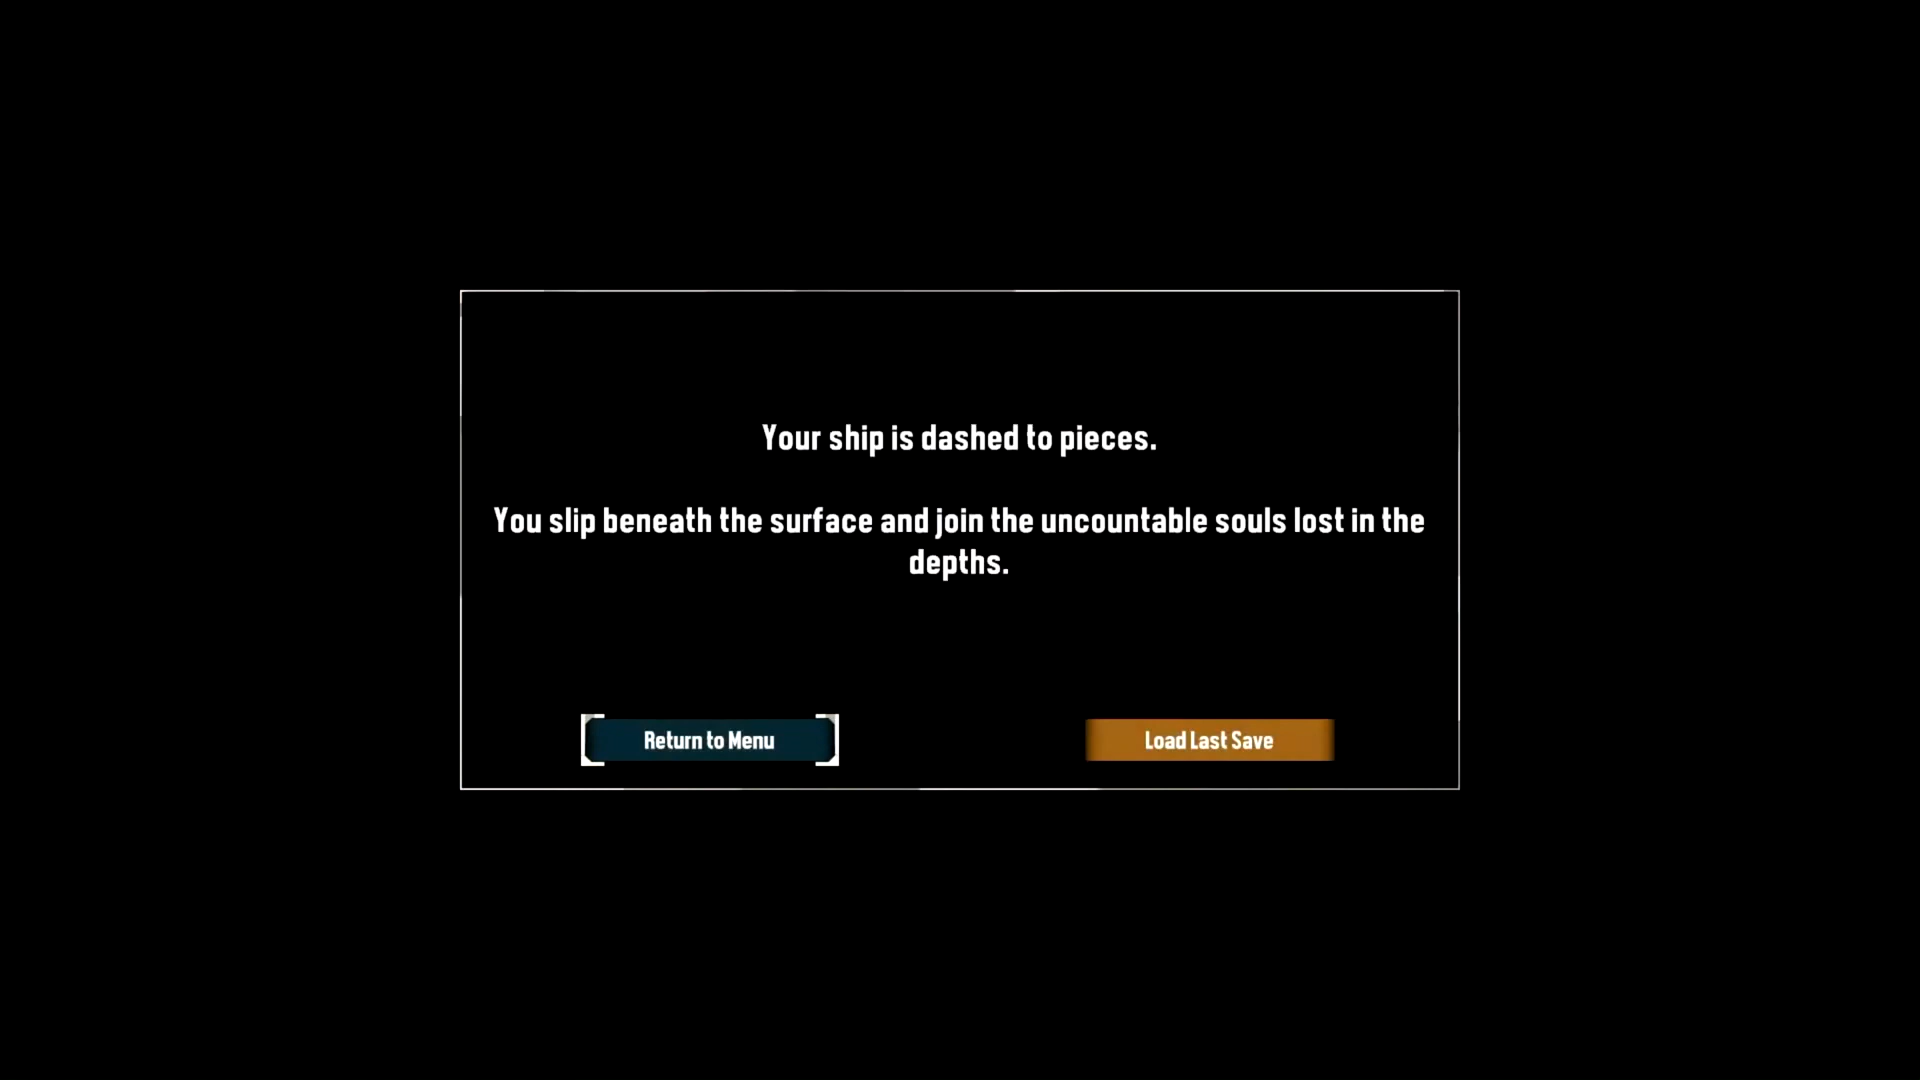 Your ship is dashed to pieces.
You slip beneath the surface and join the uncountable souls lost in the
depths.
Return to Menu
Load Last Save